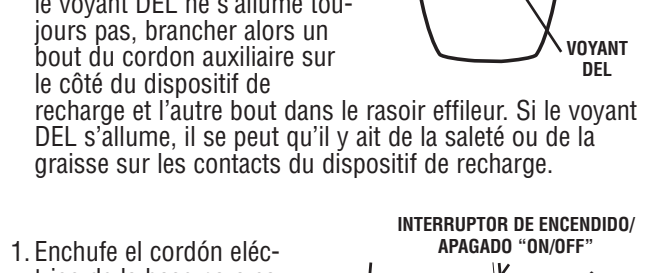 le voyant DEL ne s'allume tou-
jours pas, brancher alors un
bout du cordon auxiliaire sur
le côté du dispositif de
recharge et l'autre bout dans le rasoir effileur. Si le voyant
DEL s'allume, il se peut qu'il y ait de la saleté ou de la
graisse sur les contacts du dispositif de recharge.
VOYANT
DEL
INTERRUPTOR DE ENCENDIDO/
APAGADO “ON/OFF”
1. Enchufe el cordón eléc-